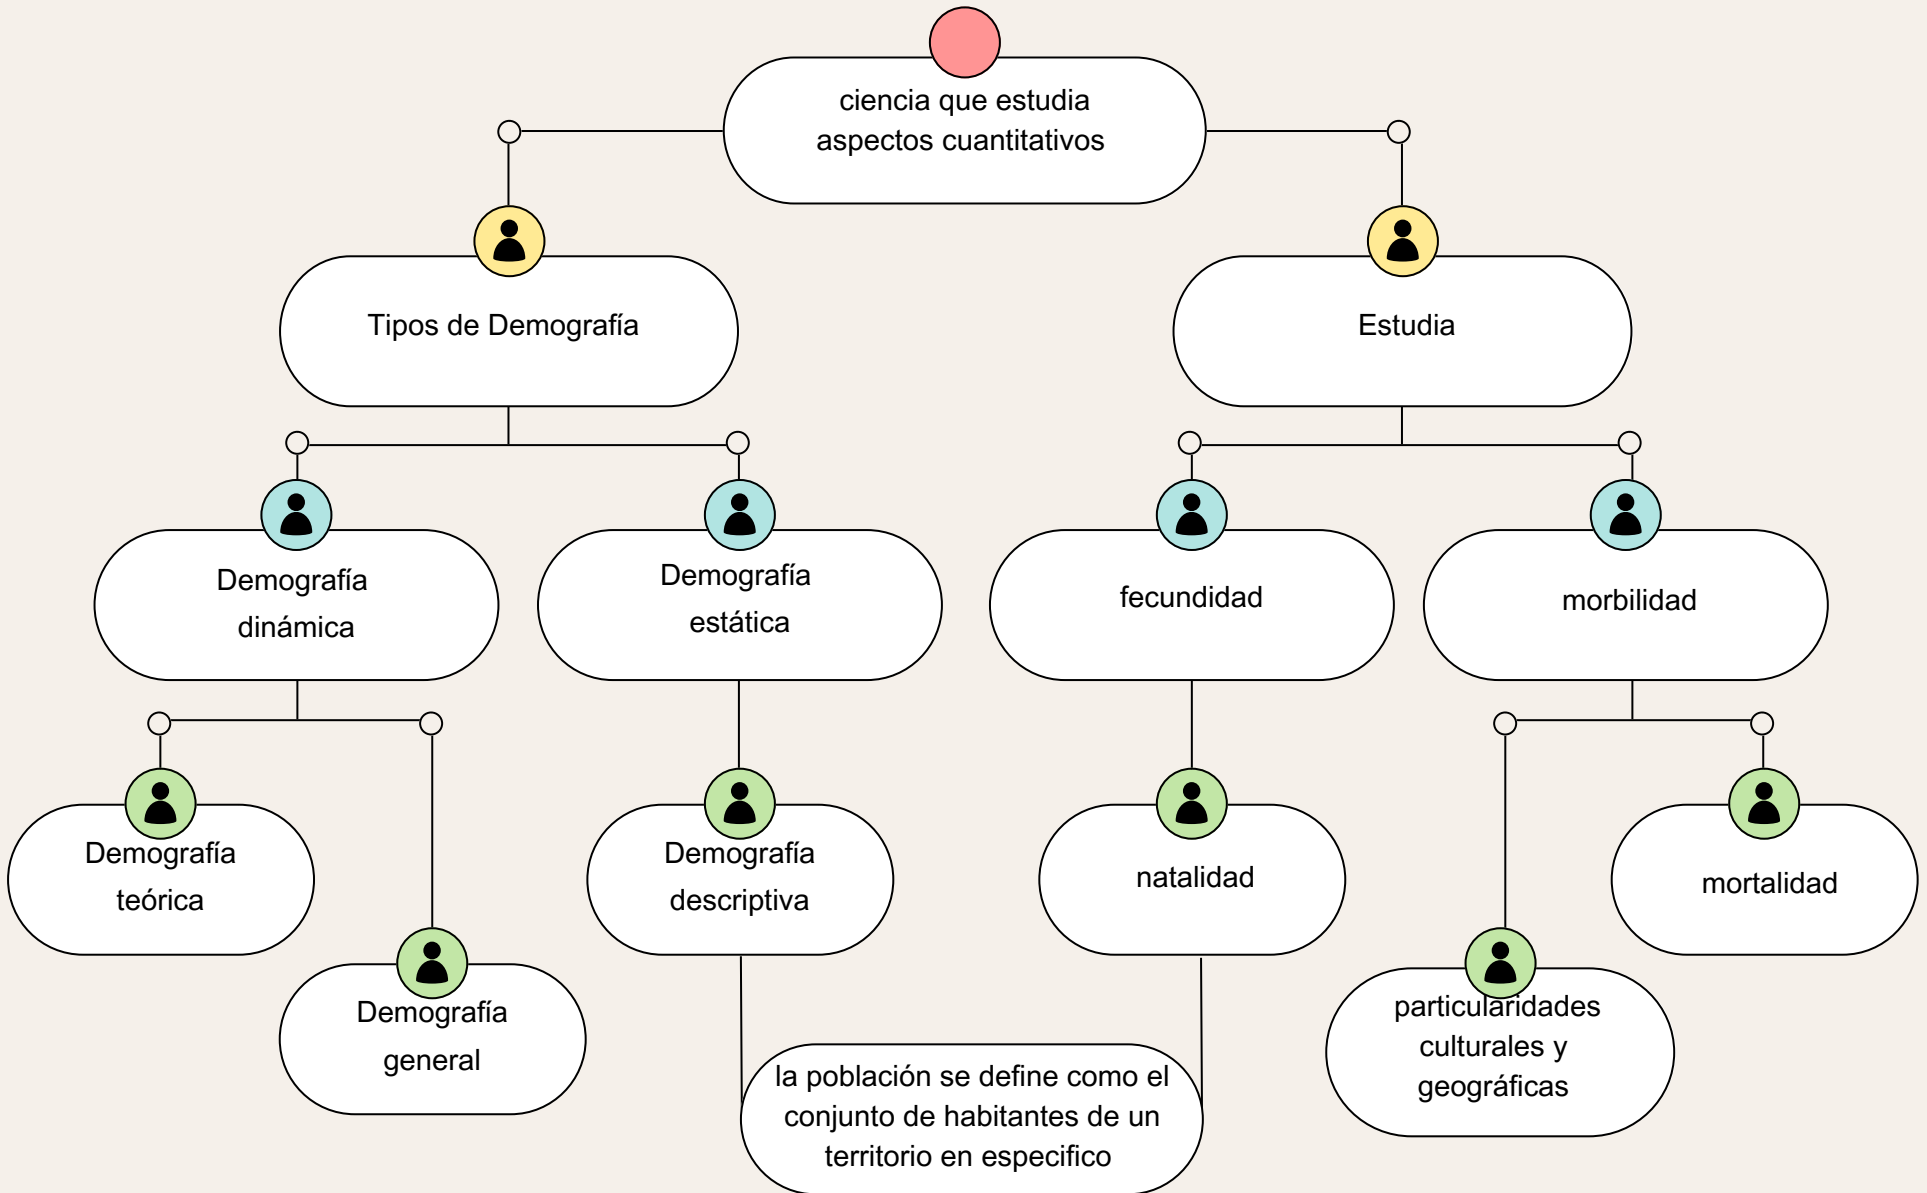 ciencia que estudia
aspectos cuantitativos
Tipos de Demografía
Estudia
Demografía
dinámica
Demografía
estática
fecundidad
morbilidad
Demografía
teórica
Demografía
general
Demografía
descriptiva
natalidad
mortalidad
particularidades
culturales y
geográficas
la población se define como el
conjunto de habitantes de un
territorio en especifico